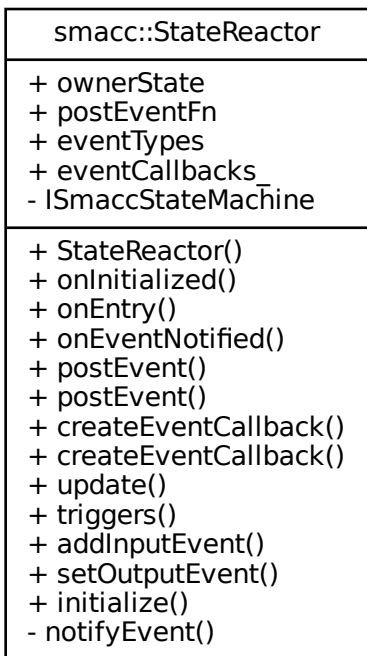 smacc::StateReactor
+ ownerState
+ postEventFn
+ eventTypes
+ eventCallbacks_
- ISmaccStateMachine
+ StateReactor()
+ onInitialized()
+ onEntry()
+ onEventNotified()
+ postEvent()
+ postEvent()
+ createEventCallback()
+ createEventCallback()
+ update()
+ triggers()
+ addInputEvent()
+ setOutputEvent()
+ initialize()
- notifyEvent()